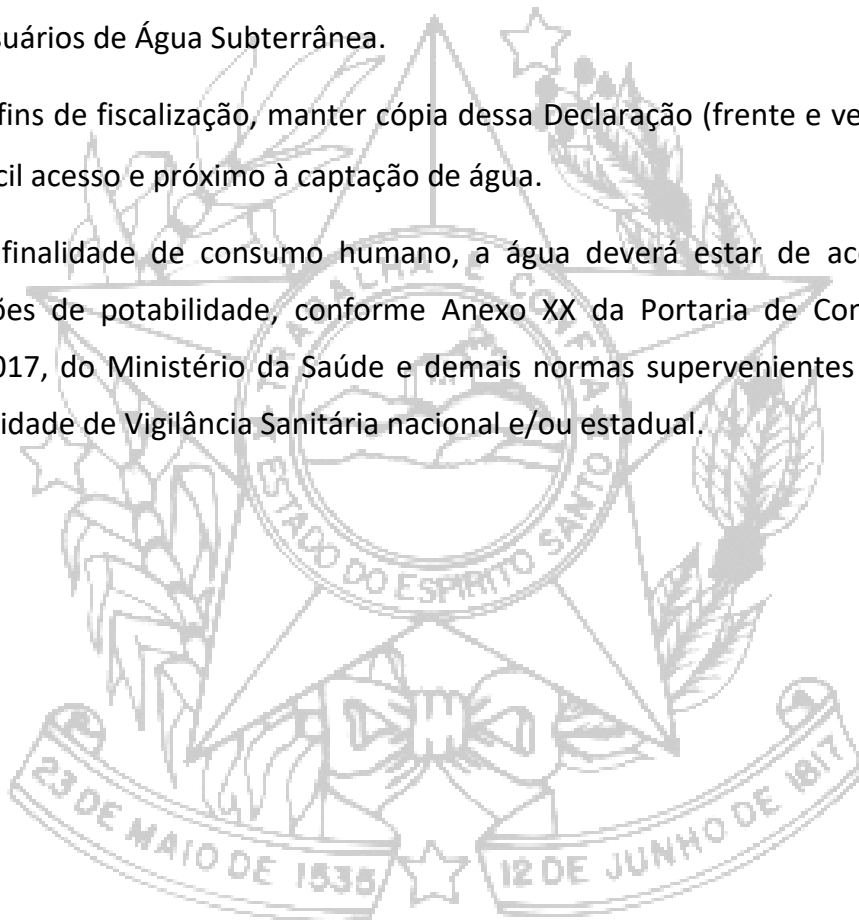 suários de Água Subterrânea.
fins de fiscalização, manter cópia dessa Declaração (frente e ve
cil acesso e próximo à captação de água.
finalidade de consumo humano, a água deverá estar de ac
ões de potabilidade, conforme Anexo XX da Portaria de Con
017, do Ministério da Saúde e demais normas supervenientes
idade de Vigilância Sanitária nacional e/ou estadual.
TRABALHA E CONFIA
ESTADO DO ESPIRITO SANTO
23 DE MAIO DE 1535
12 DE JUNHO DE 1817